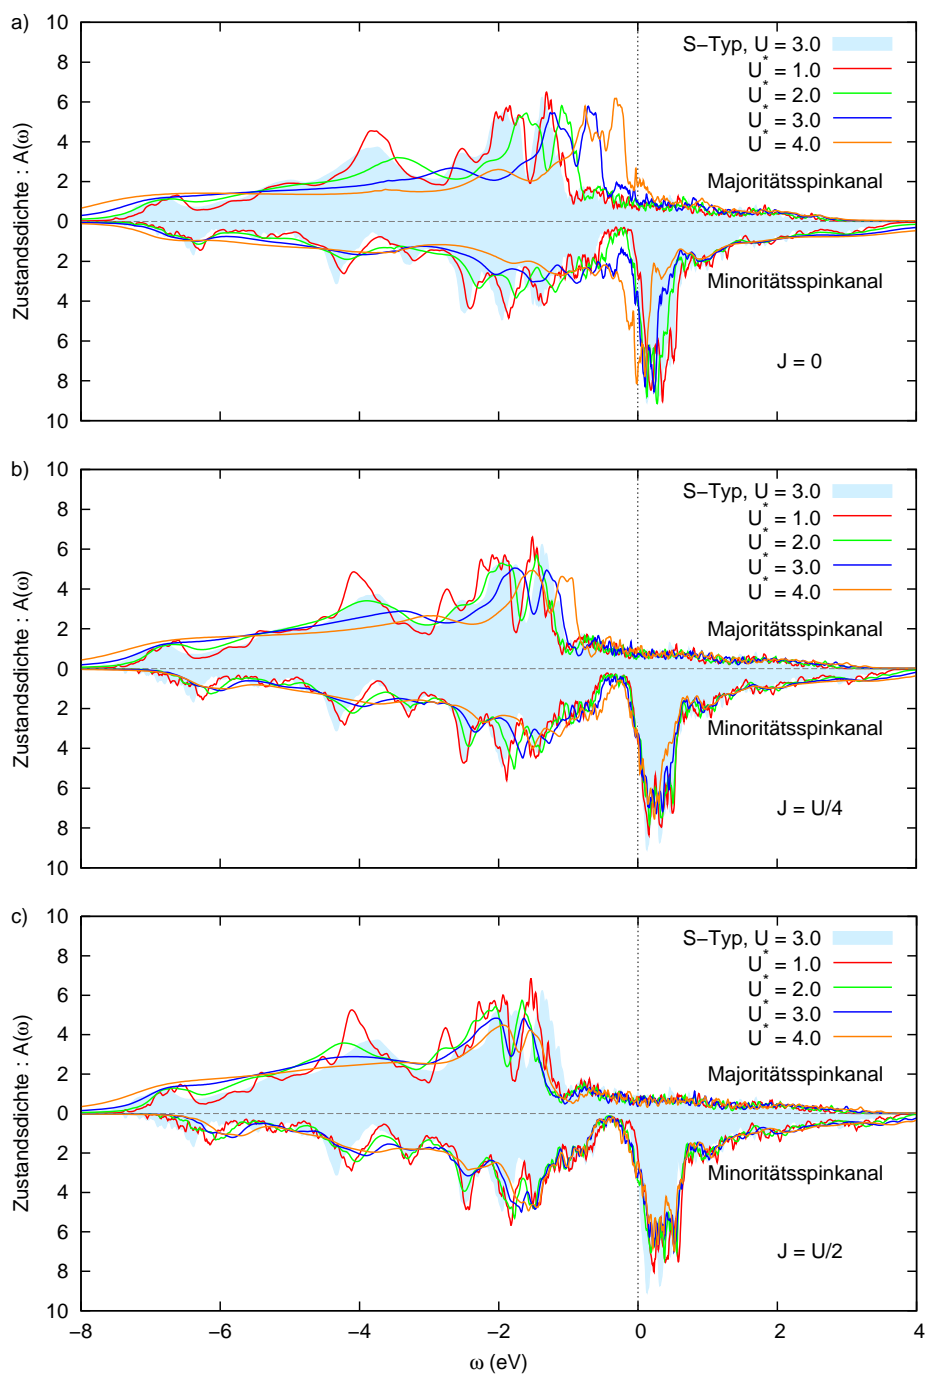 a)
10
8
6
4
2
0
2
4
6
8
10
Zustandsdichte : A(ω)
S−Typ, U = 3.0
U* = 1.0
U* = 2.0
U* = 3.0
U* = 4.0
Majoritätsspinkanal
Minoritätsspinkanal
J = 0
b)
10
8
6
4
2
0
2
4
6
8
10
Zustandsdichte : A(ω)
S−Typ, U = 3.0
U* = 1.0
U* = 2.0
U* = 3.0
U* = 4.0
Majoritätsspinkanal
Minoritätsspinkanal
J = U/4
c)
10
8
6
4
2
0
2
4
6
8
10
Zustandsdichte : A(ω)
S−Typ, U = 3.0
U* = 1.0
U* = 2.0
U* = 3.0
U* = 4.0
Majoritätsspinkanal
Minoritätsspinkanal
J = U/2
−8 −6 −4 −2 0 2 4
ω (eV)